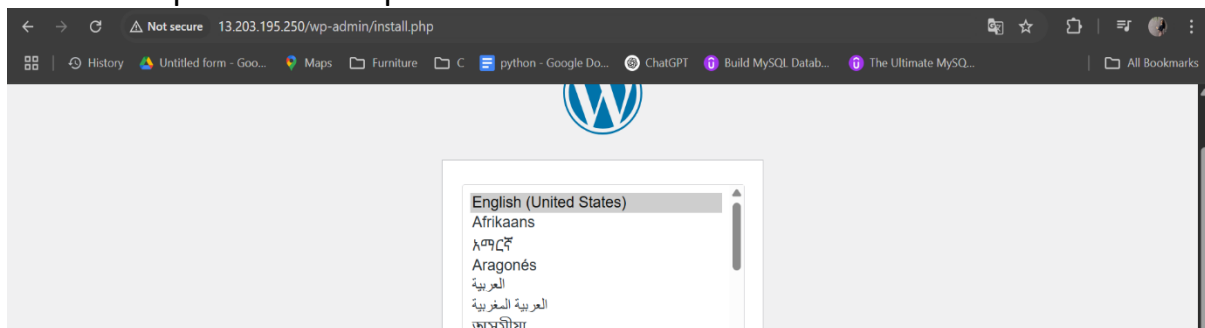 Not secure 13.203.195.250/wp-admin/install.php
History Untitled form - Goo... Maps Furniture C python - Google Do... ChatGPT Build MySQL Datab... The Ultimate MySQ... All Bookmarks
English (United States)
Afrikaans
አማርኛ
Aragonés
العربية
العربية المغربية
অসমীয়া